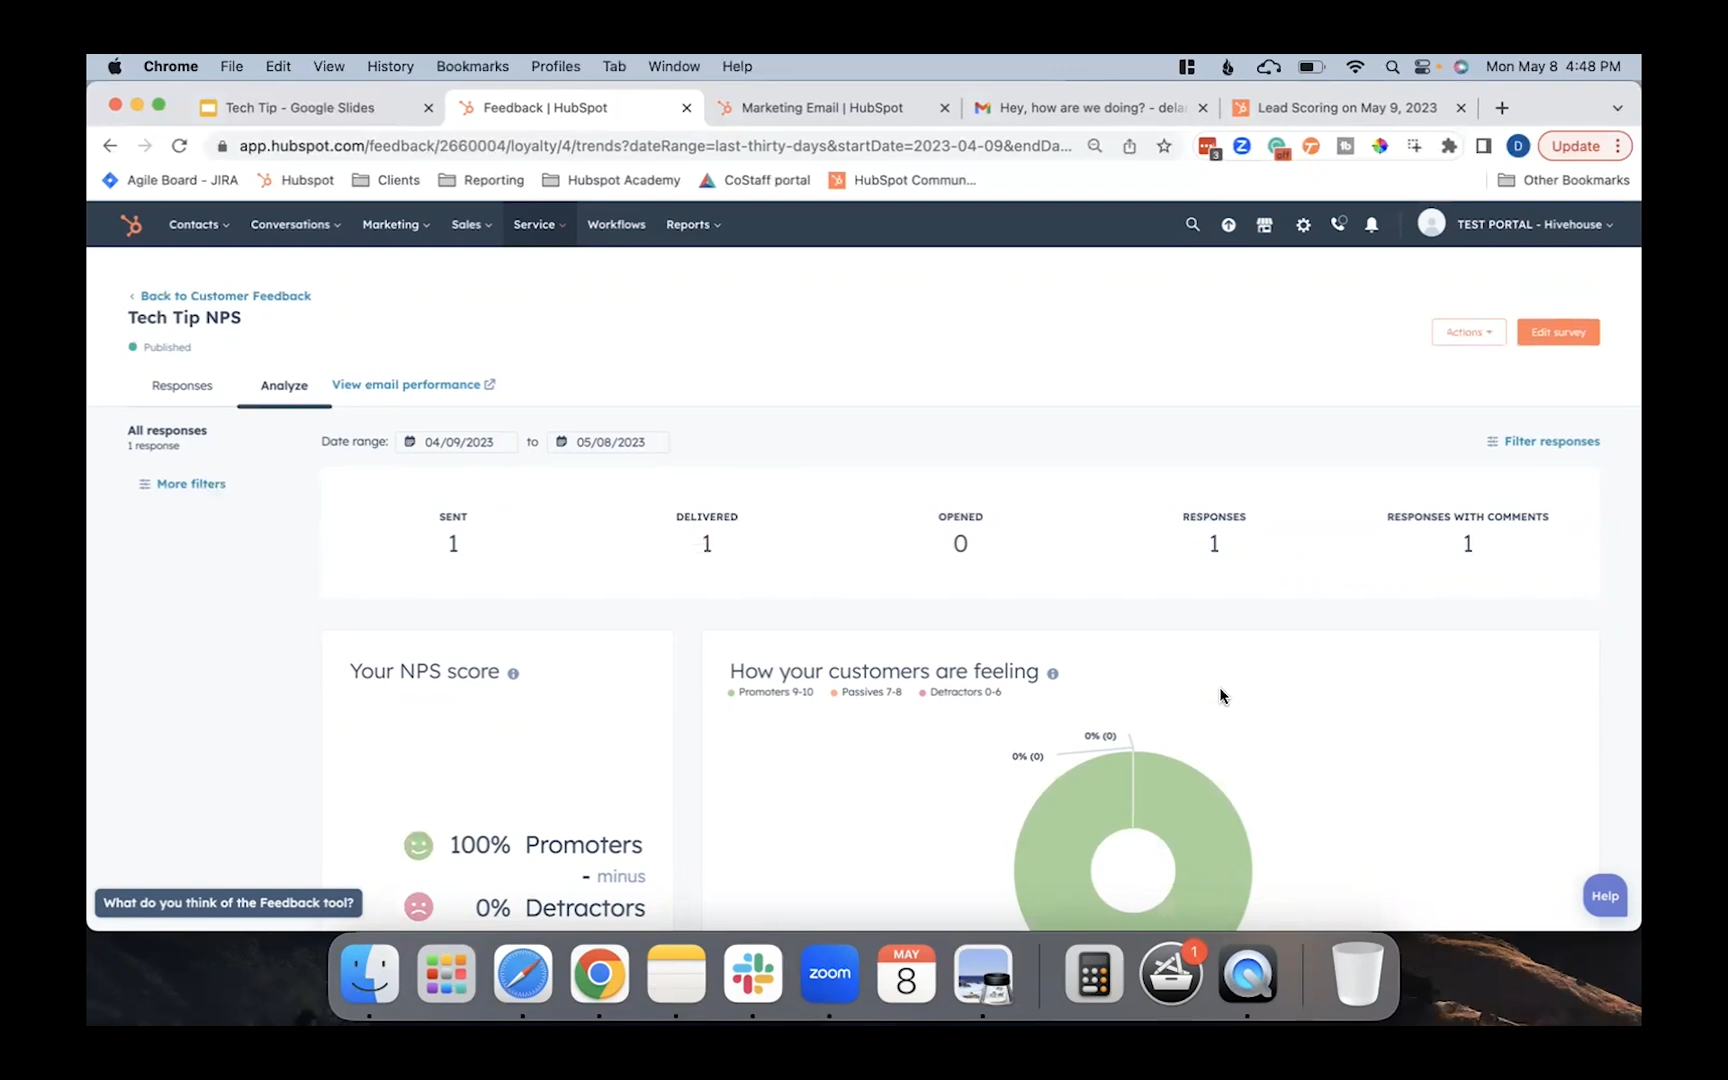 Chrome File Edit View History Bookmarks Profiles Tab Window Help Mon May 8 4:48 PM
Tech Tip - Google Slides Feedback | HubSpot Marketing Email | HubSpot Hey, how are we doing? - dela Lead Scoring on May 9, 2023
app.hubspot.com/feedback/2660004/loyalty/4/trends?dateRange=last-thirty-days&startDate=2023-04-09&endDa... 3 off D Update
Agile Board - JIRA Hubspot Clients Reporting Hubspot Academy CoStaff portal HubSpot Commun... Other Bookmarks
Contacts Conversations Marketing Sales Service Workflows Reports TEST PORTAL - Hivehouse
Back to Customer Feedback
Tech Tip NPS
Actions Edit survey
Published
Responses Analyze View email performance
All responses
1 response
Date range: 04/09/2023 to 05/08/2023 Filter responses
More filters
SENT DELIVERED OPENED RESPONSES RESPONSES WITH COMMENTS
1 1 0 1 1
Your NPS score
How your customers are feeling
Promoters 9-10 Passives 7-8 Detractors 0-6
0% (0)
0% (0)
100% Promoters
- minus
0% Detractors
What do you think of the Feedback tool?
Help
zoom
MAY
8
1